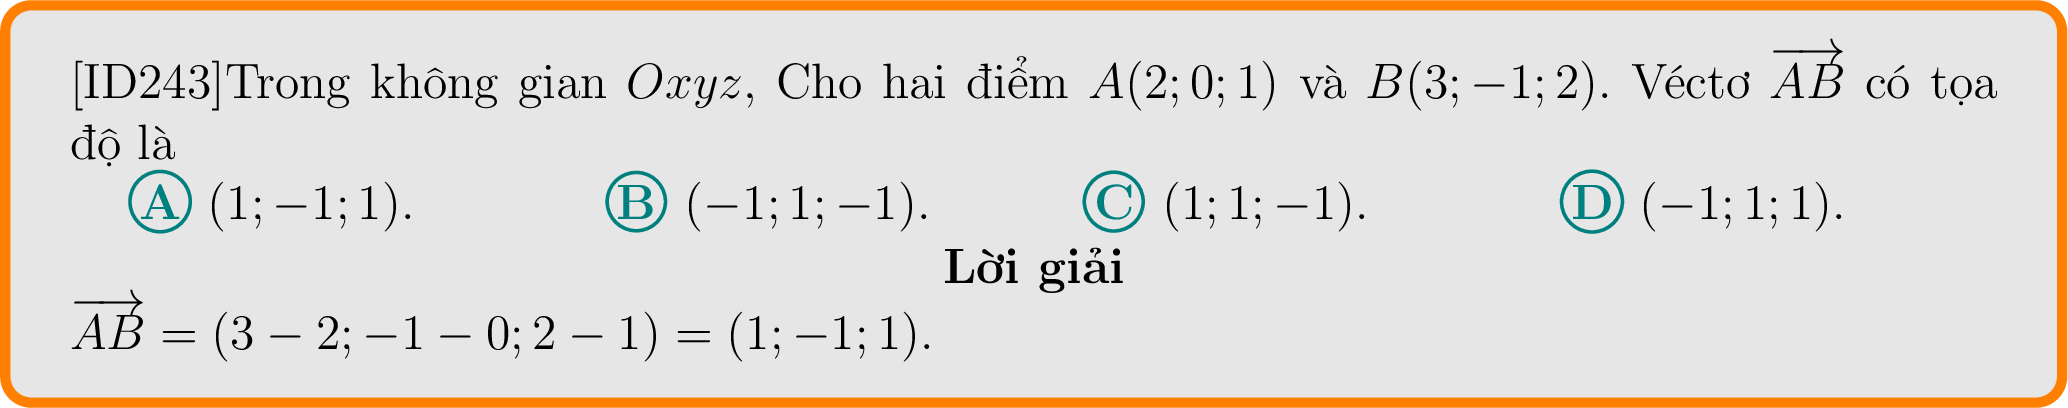 [ID243]Trong không gian Oxyz, Cho hai điểm A(2; 0; 1) và B(3; −1; 2). Véctơ $\overrightarrow{AB}$ có tọa
độ là
A (1; −1; 1). B (−1; 1; −1). C (1; 1; −1). D (−1; 1; 1).
Lời giải
$\overrightarrow{AB}$ = (3 − 2; −1 − 0; 2 − 1) = (1; −1; 1).